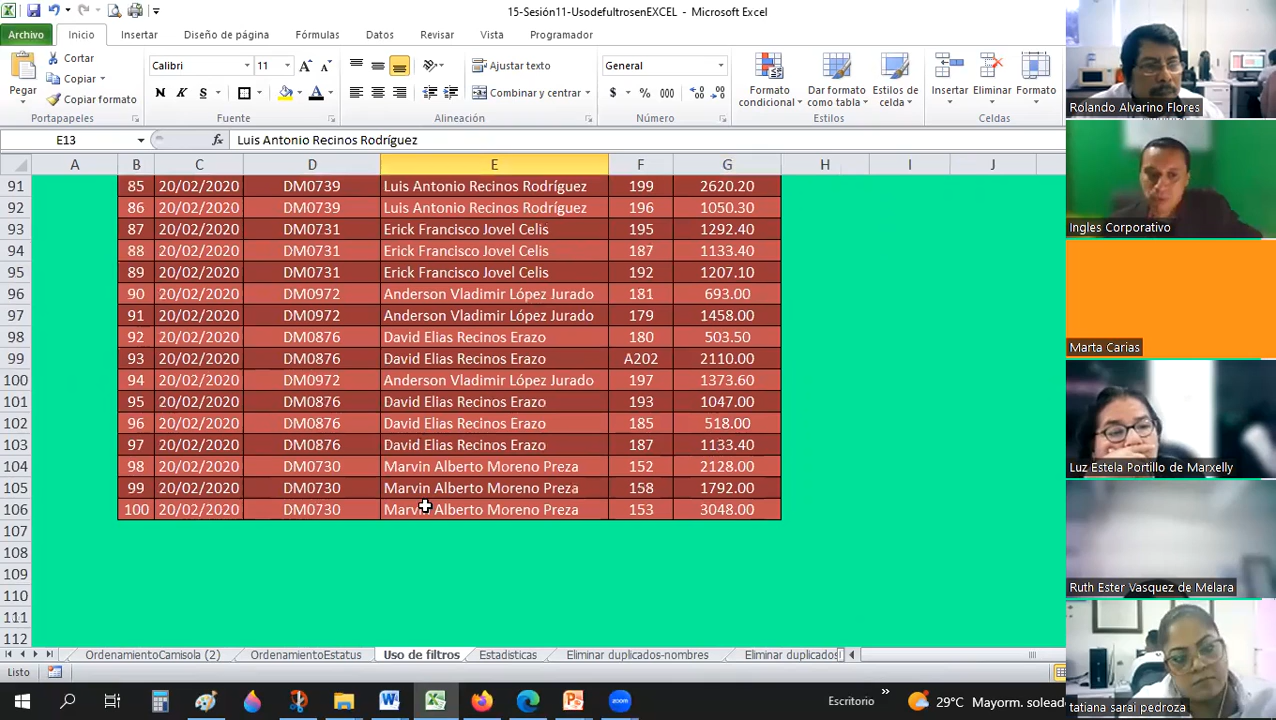 15-Sesión11-UsodefultrosenEXCEL - Microsoft Excel
Archivo Inicio Insertar Diseño de página Fórmulas Datos Revisar Vista Programador
Pegar
Cortar
Copiar
Copiar formato
Portapapeles
Calibri 11
N K S
Fuente
Ajustar texto
Combinar y centrar
Alineación
General
$ % 000
Número
Formato condicional
Dar formato como tabla
Estilos de celda
Estilos
Insertar Eliminar Formato
Celdas
E13 fx Luis Antonio Recinos Rodríguez
A B C D E F G H I J
91 85 20/02/2020 DM0739 Luis Antonio Recinos Rodríguez 199 2620.20
92 86 20/02/2020 DM0739 Luis Antonio Recinos Rodríguez 196 1050.30
93 87 20/02/2020 DM0731 Erick Francisco Jovel Celis 195 1292.40
94 88 20/02/2020 DM0731 Erick Francisco Jovel Celis 187 1133.40
95 89 20/02/2020 DM0731 Erick Francisco Jovel Celis 192 1207.10
96 90 20/02/2020 DM0972 Anderson Vladimir López Jurado 181 693.00
97 91 20/02/2020 DM0972 Anderson Vladimir López Jurado 179 1458.00
98 92 20/02/2020 DM0876 David Elias Recinos Erazo 180 503.50
99 93 20/02/2020 DM0876 David Elias Recinos Erazo A202 2110.00
100 94 20/02/2020 DM0972 Anderson Vladimir López Jurado 197 1373.60
101 95 20/02/2020 DM0876 David Elias Recinos Erazo 193 1047.00
102 96 20/02/2020 DM0876 David Elias Recinos Erazo 185 518.00
103 97 20/02/2020 DM0876 David Elias Recinos Erazo 187 1133.40
104 98 20/02/2020 DM0730 Marvin Alberto Moreno Preza 152 2128.00
105 99 20/02/2020 DM0730 Marvin Alberto Moreno Preza 158 1792.00
106 100 20/02/2020 DM0730 Marvin Alberto Moreno Preza 153 3048.00
107
108
109
110
111
112
OrdenamientoCamisola (2) OrdenamientoEstatus Uso de filtros Estadisticas Eliminar duplicados-nombres Eliminar duplicados
Listo
Escritorio » 29°C Mayorm. soleado
Rolando Alvarino Flores
Ingles Corporativo
Marta Carias
Luz Estela Portillo de Marxelly
Ruth Ester Vasquez de Melara
tatiana sarai pedroza